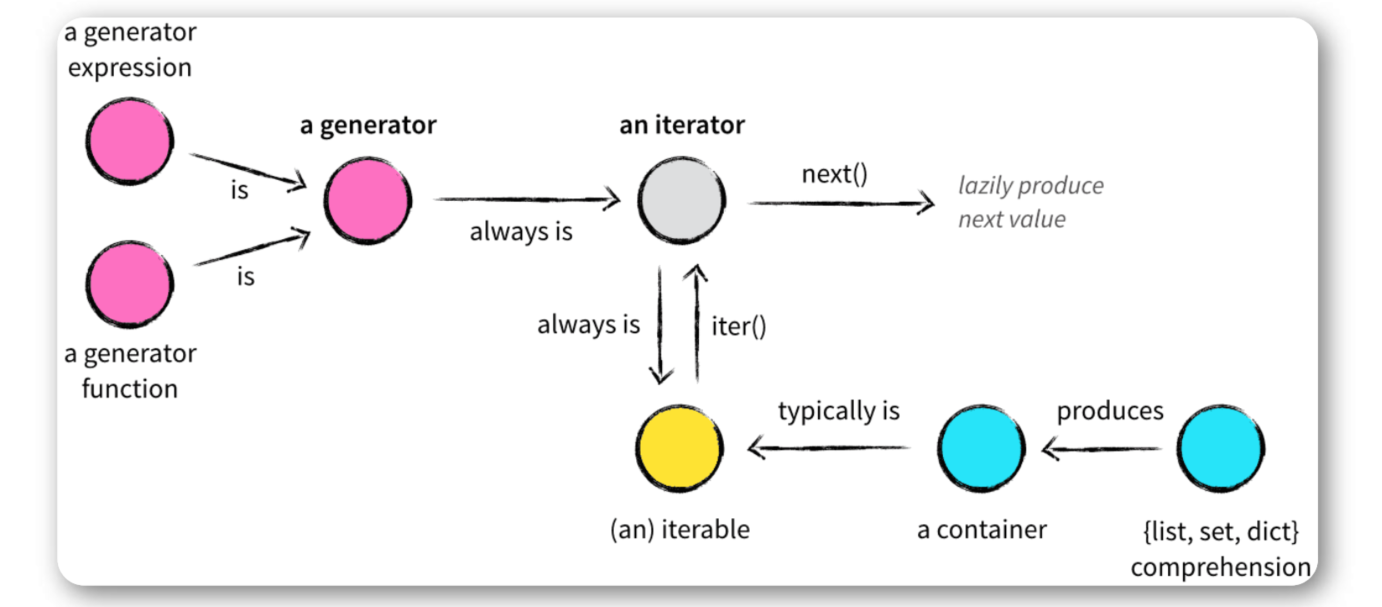 a generator
expression
a generator
an iterator
next()
lazily produce
next value
is
always is
is
a generator
function
always is
iter()
typically is
produces
(an) iterable
a container
{list, set, dict}
comprehension